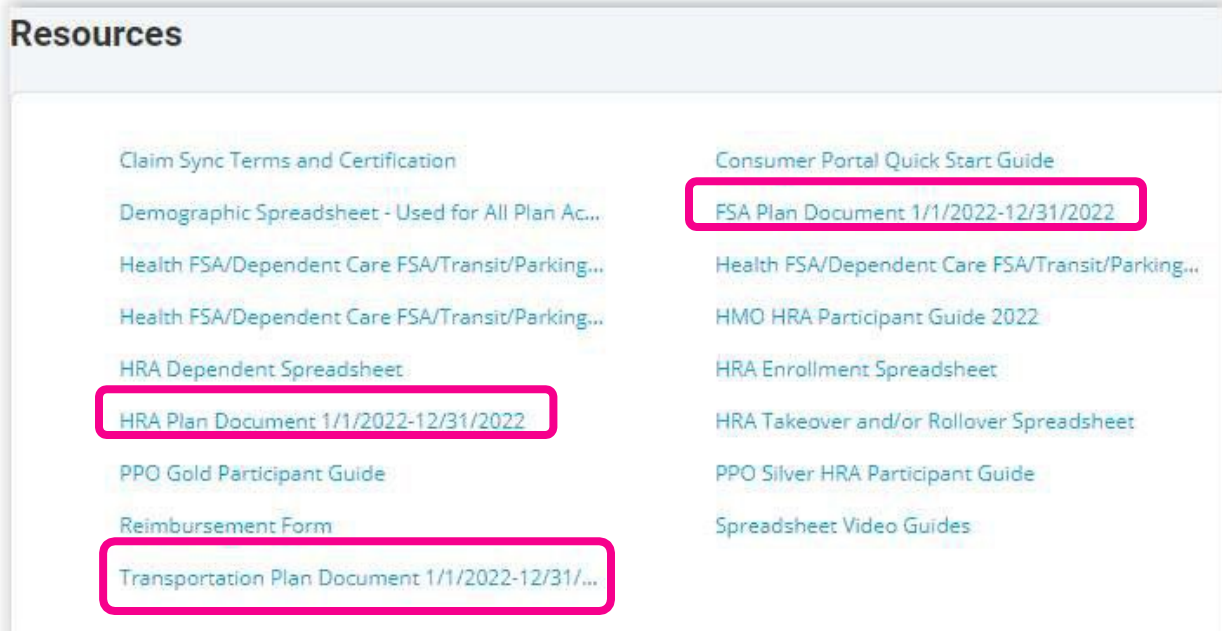 Resources
Claim Sync Terms and Certification
Consumer Portal Quick Start Guide
Demographic Spreadsheet - Used for All Plan Ac...
FSA Plan Document 1/1/2022-12/31/2022
Health FSA/Dependent Care FSA/Transit/Parking...
Health FSA/Dependent Care FSA/Transit/Parking...
Health FSA/Dependent Care FSA/Transit/Parking...
HMO HRA Participant Guide 2022
HRA Dependent Spreadsheet
HRA Enrollment Spreadsheet
HRA Plan Document 1/1/2022-12/31/2022
HRA Takeover and/or Rollover Spreadsheet
PPO Gold Participant Guide
PPO Silver HRA Participant Guide
Reimbursement Form
Spreadsheet Video Guides
Transportation Plan Document 1/1/2022-12/31/...